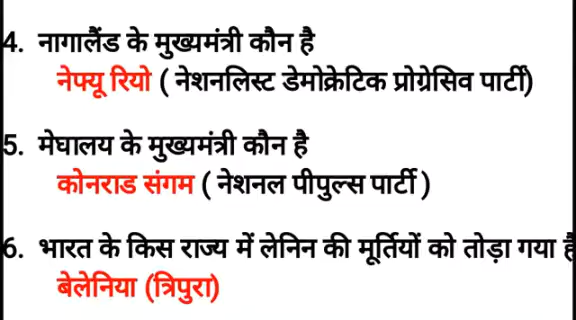 4. नागालैंड के मुख्यमंत्री कौन है
नेफ्यू रियो ( नेशनलिस्ट डेमोक्रेटिक प्रोग्रेसिव पार्टी)
5. मेघालय के मुख्यमंत्री कौन है
कोनराड संगम ( नेशनल पीपुल्स पार्टी )
6. भारत के किस राज्य में लेनिन की मूर्तियों को तोड़ा गया है
बेलेनिया (त्रिपुरा)